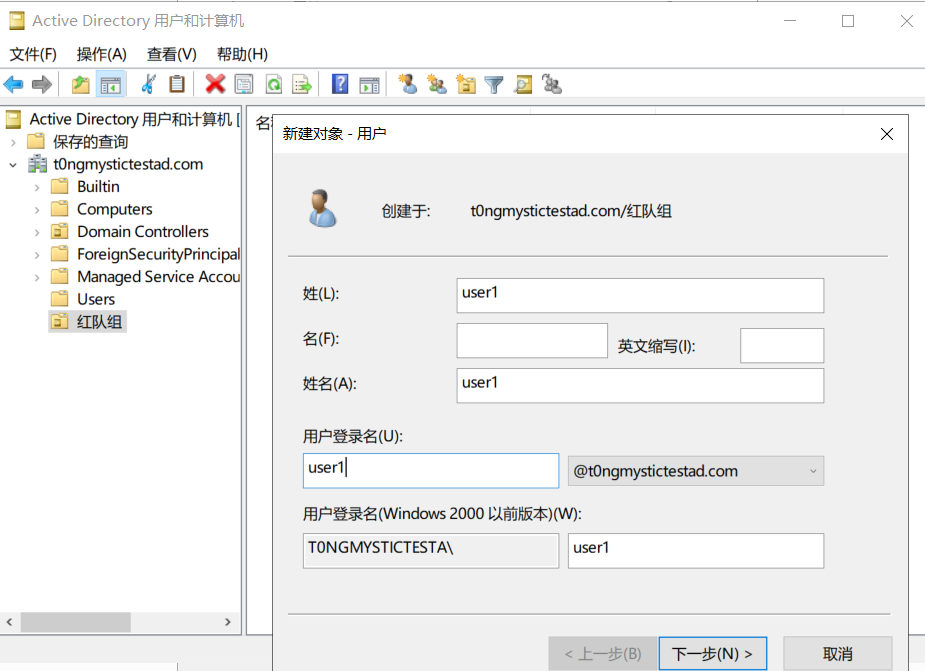 Active Directory 用户和计算机
文件(F) 操作(A) 查看(V) 帮助(H)
Active Directory 用户和计算机 [
保存的查询
t0ngmystictestad.com
Builtin
Computers
Domain Controllers
ForeignSecurityPrincipal
Managed Service Accou
Users
红队组
新建对象 - 用户
创建于: t0ngmystictestad.com/红队组
姓(L): user1
名(F): 英文缩写(I):
姓名(A): user1
用户登录名(U):
user1 @t0ngmystictestad.com
用户登录名(Windows 2000 以前版本)(W):
T0NGMYSTICTESTA\ user1
< 上一步(B) 下一步(N) > 取消